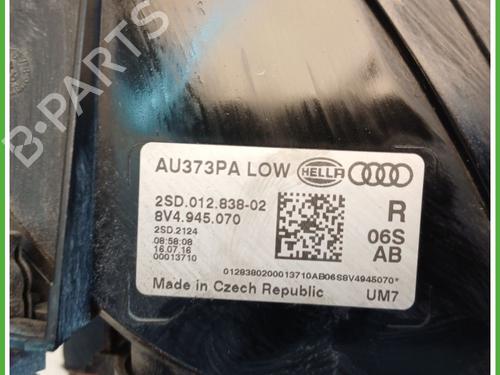 AU373PA LOW HELLA
2SD.012.838-02
8V4.945.070
R
2SD.2124
08:58:08
16.07.16
00013710
06S
AB
0128380200013710AB06S8V4945070*
Made in Czech Republic
UM7
B-PARTS